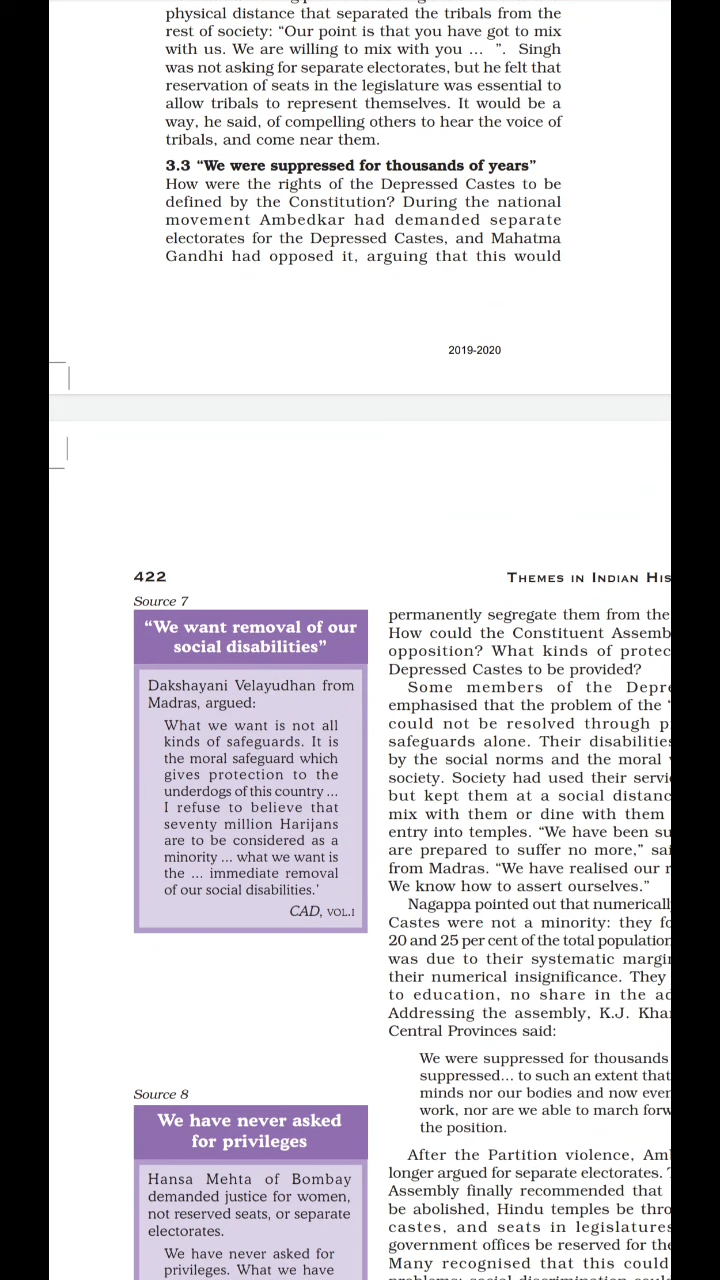 physical distance that separated the tribals from the
rest of society: “Our point is that you have got to mix
with us. We are willing to mix with you ... ”. Singh
was not asking for separate electorates, but he felt that
reservation of seats in the legislature was essential to
allow tribals to represent themselves. It would be a
way, he said, of compelling others to hear the voice of
tribals, and come near them.
3.3 “We were suppressed for thousands of years”
How were the rights of the Depressed Castes to be
defined by the Constitution? During the national
movement Ambedkar had demanded separate
electorates for the Depressed Castes, and Mahatma
Gandhi had opposed it, arguing that this would
2019-2020
422
THEMES IN INDIAN HIS
Source 7
“We want removal of our
social disabilities”
Dakshayani Velayudhan from
Madras, argued:
What we want is not all
kinds of safeguards. It is
the moral safeguard which
gives protection to the
underdogs of this country ...
I refuse to believe that
seventy million Harijans
are to be considered as a
minority ... what we want is
the ... immediate removal
of our social disabilities.’
CAD, VOL.I
Source 8
We have never asked
for privileges
Hansa Mehta of Bombay
demanded justice for women,
not reserved seats, or separate
electorates.
We have never asked for
privileges. What we have
permanently segregate them from the
How could the Constituent Assemb
opposition? What kinds of protec
Depressed Castes to be provided?
Some members of the Depre
emphasised that the problem of the “
could not be resolved through p
safeguards alone. Their disabilities
by the social norms and the moral
society. Society had used their servi
but kept them at a social distanc
mix with them or dine with them
entry into temples. “We have been su
are prepared to suffer no more,” sai
from Madras. “We have realised our r
We know how to assert ourselves.”
Nagappa pointed out that numerically
Castes were not a minority: they fo
20 and 25 per cent of the total population
was due to their systematic margin
their numerical insignificance. They
to education, no share in the ad
Addressing the assembly, K.J. Khan
Central Provinces said:
We were suppressed for thousands
suppressed... to such an extent that
minds nor our bodies and now even
work, nor are we able to march forw
the position.
After the Partition violence, Am
longer argued for separate electorates.
Assembly finally recommended that
be abolished, Hindu temples be thro
castes, and seats in legislatures
government offices be reserved for the
Many recognised that this could